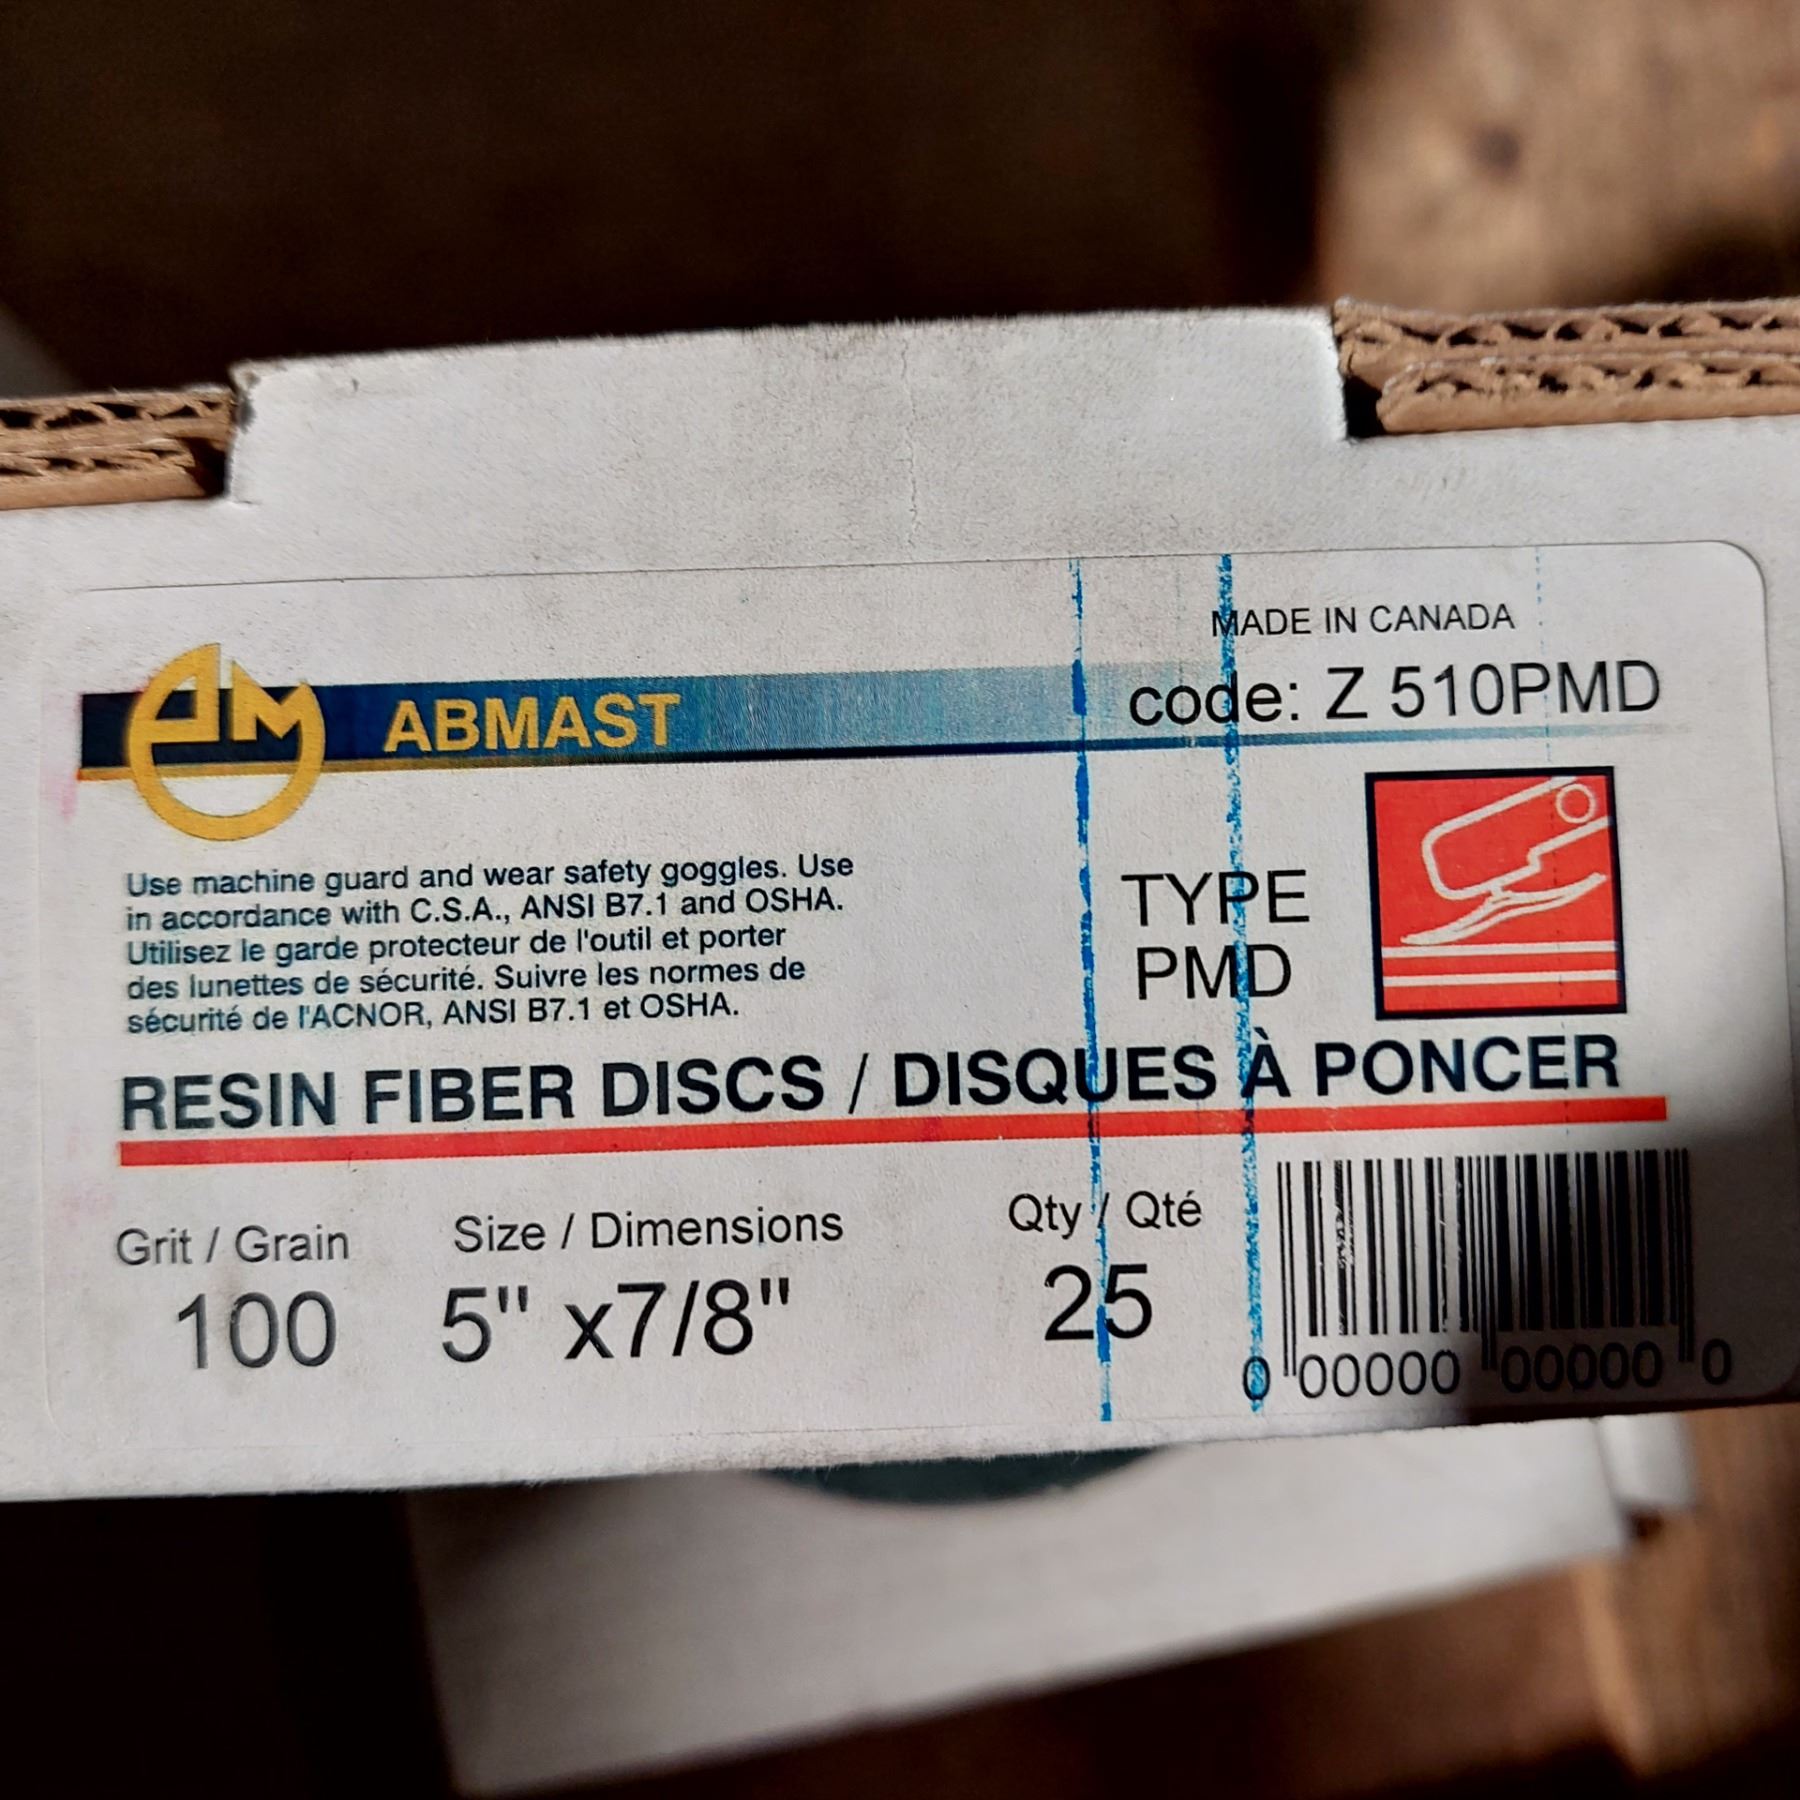 MADE IN CANADA
ABMAST
code: Z 510PMD
Use machine guard and wear safety goggles. Use
in accordance with C.S.A., ANSI B7.1 and OSHA.
Utilisez le garde protecteur de l'outil et porter
des lunettes de sécurité. Suivre les normes de
sécurité de l'ACNOR, ANSI B7.1 et OSHA.
TYPE
PMD
RESIN FIBER DISCS / DISQUES À PONCER
Grit / Grain
100
Size / Dimensions
5" x7/8"
Qty / Qté
25
0 00000 00000 0